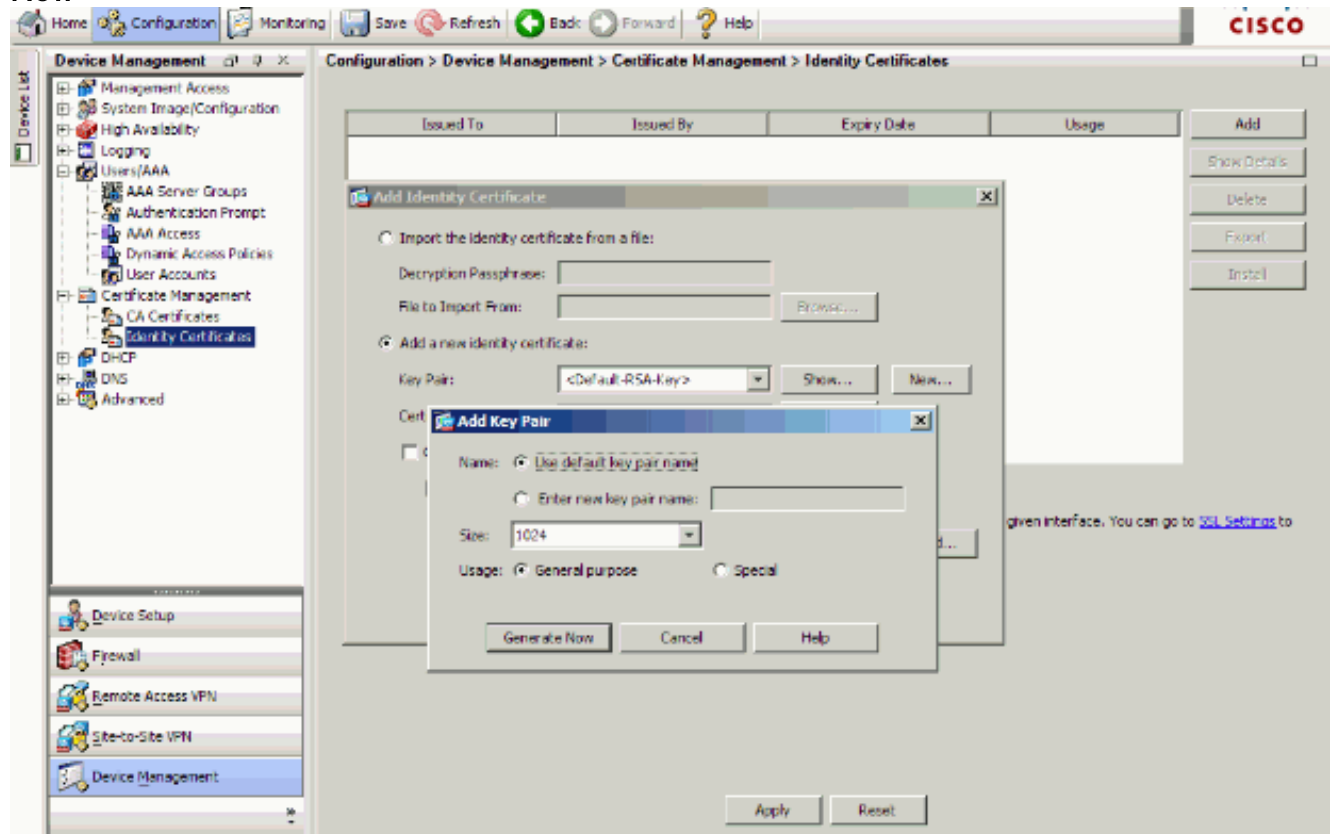 Home Configuration Monitoring Save Refresh Back Forward Help
CISCO
Device List
Device Management
Configuration > Device Management > Certificate Management > Identity Certificates
Management Access
System Image/Configuration
High Availability
Logging
Users/AAA
AAA Server Groups
Authentication Prompt
AAA Access
Dynamic Access Policies
User Accounts
Certificate Management
CA Certificates
Identity Certificates
DHCP
DNS
Advanced
Device Setup
Firewall
Remote Access VPN
Site-to-Site VPN
Device Management
Issued To Issued By Expiry Date Usage
Add
Show Details
Delete
Export
Install
Add Identity Certificate
Import the identity certificate from a file:
Decryption Passphrase:
File to Import From: Browse...
Add a new identity certificate:
Key Pair: <Default-RSA-Key> Show... New...
Cert
Add Key Pair
Name: Use default key pair name
Enter new key pair name:
Size: 1024
Usage: General purpose Special
Generate Now Cancel Help
given interface. You can go to SSL Settings to
Apply Reset